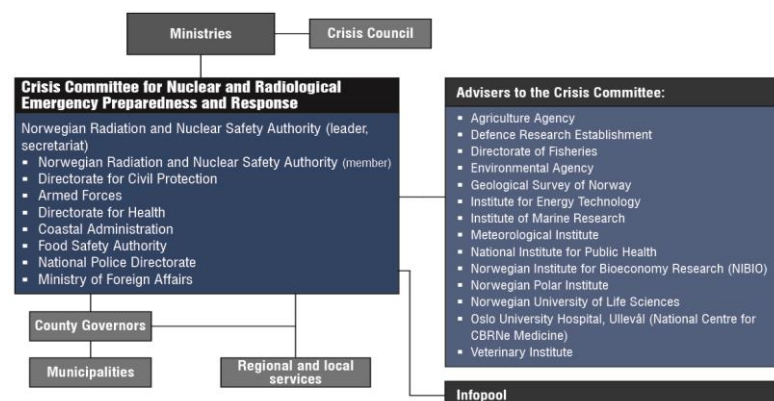 Ministries
Crisis Council
Crisis Committee for Nuclear and Radiological
Emergency Preparedness and Response
Norwegian Radiation and Nuclear Safety Authority (leader,
secretariat)
▪ Norwegian Radiation and Nuclear Safety Authority (member)
▪ Directorate for Civil Protection
▪ Armed Forces
▪ Directorate for Health
▪ Coastal Administration
▪ Food Safety Authority
▪ National Police Directorate
▪ Ministry of Foreign Affairs
Advisers to the Crisis Committee:
▪ Agriculture Agency
▪ Defence Research Establishment
▪ Directorate of Fisheries
▪ Environmental Agency
▪ Geological Survey of Norway
▪ Institute for Energy Technology
▪ Institute of Marine Research
▪ Meteorological Institute
▪ National Institute for Public Health
▪ Norwegian Institute for Bioeconomy Research (NIBIO)
▪ Norwegian Polar Institute
▪ Norwegian University of Life Sciences
▪ Oslo University Hospital, Ullevål (National Centre for
CBRNe Medicine)
▪ Veterinary Institute
County Governors
Municipalities
Regional and local
services
Infopool